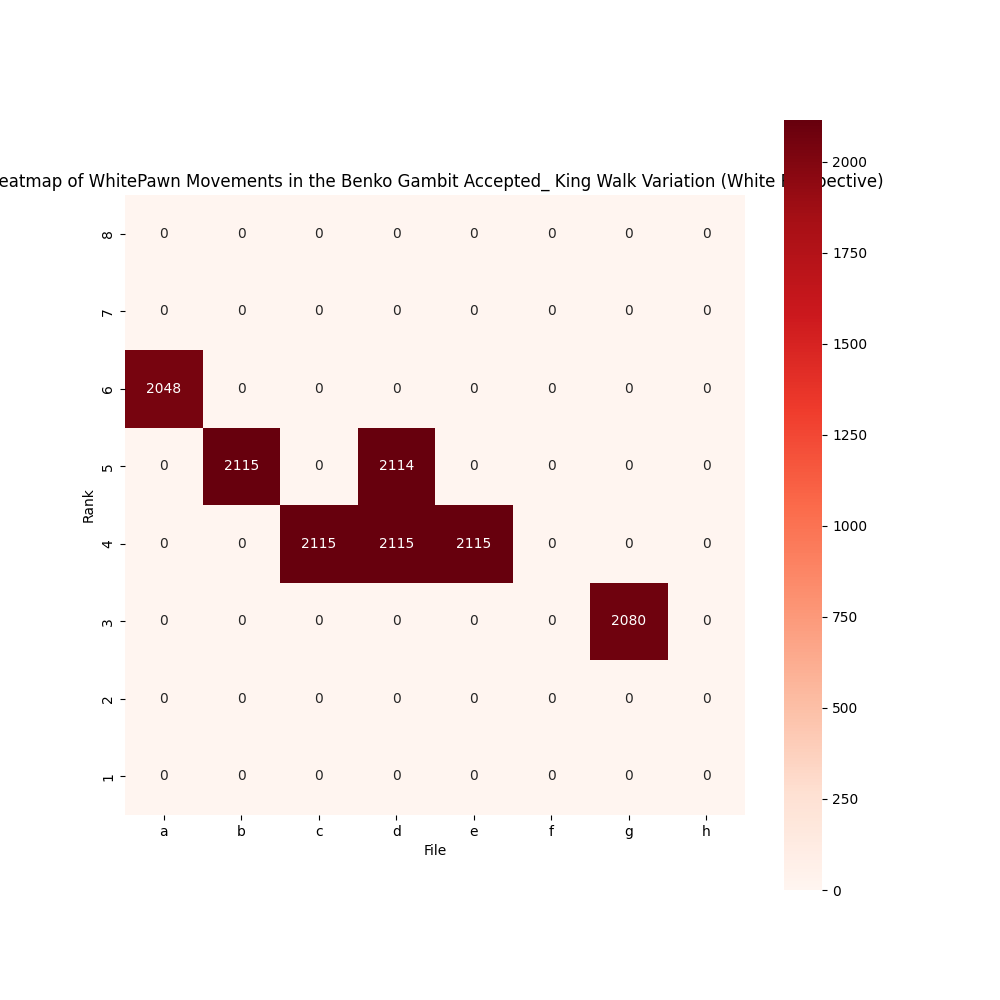 eatmap of WhitePawn Movements in the Benko Gambit Accepted_ King Walk Variation (White Perspective)
Rank
8 0 0 0 0 0 0 0 0
7 0 0 0 0 0 0 0 0
6 2048 0 0 0 0 0 0 0
5 0 2115 0 2114 0 0 0 0
4 0 0 2115 2115 2115 0 0 0
3 0 0 0 0 0 0 2080 0
2 0 0 0 0 0 0 0 0
1 0 0 0 0 0 0 0 0
a b c d e f g h
File
2000
1750
1500
1250
1000
750
500
250
0